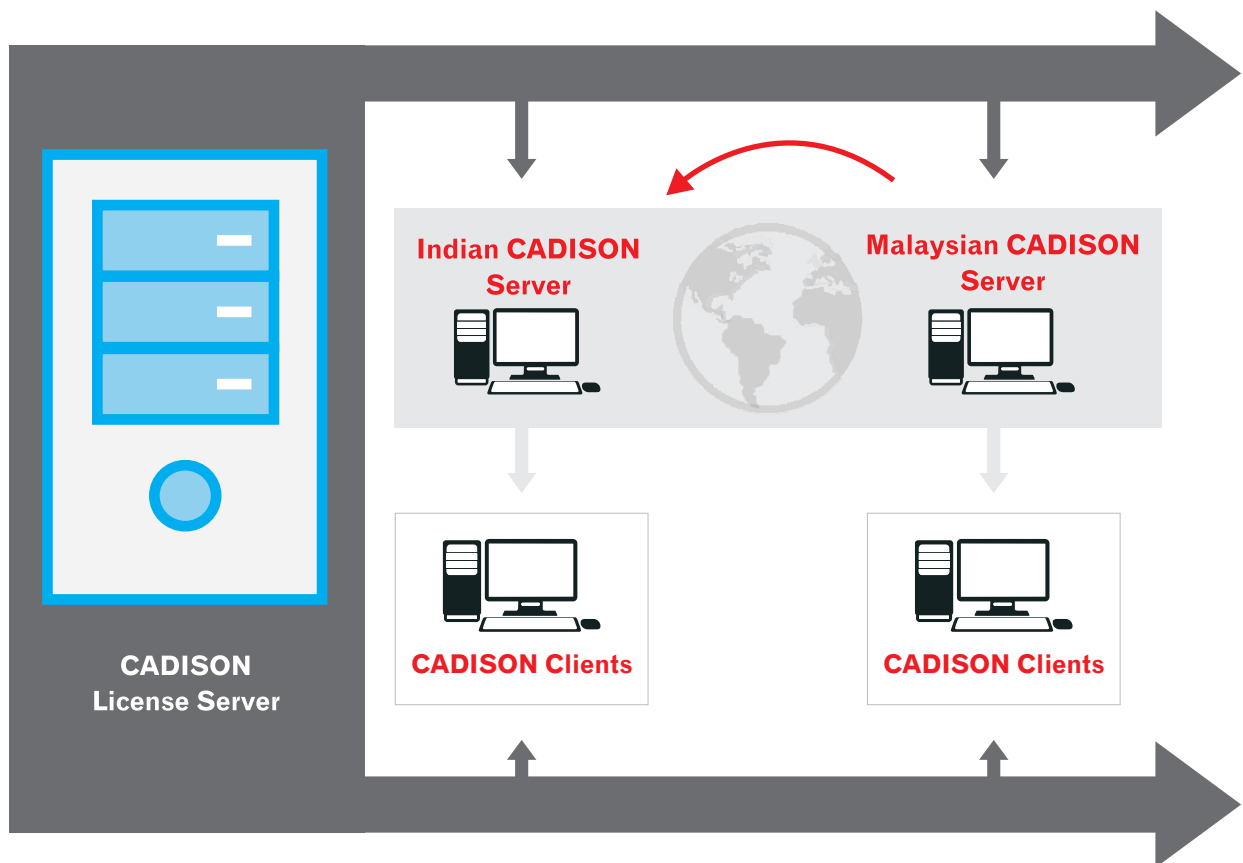 Indian CADISON
Server
Malaysian CADISON
Server
CADISON Clients
CADISON Clients
CADISON
License Server